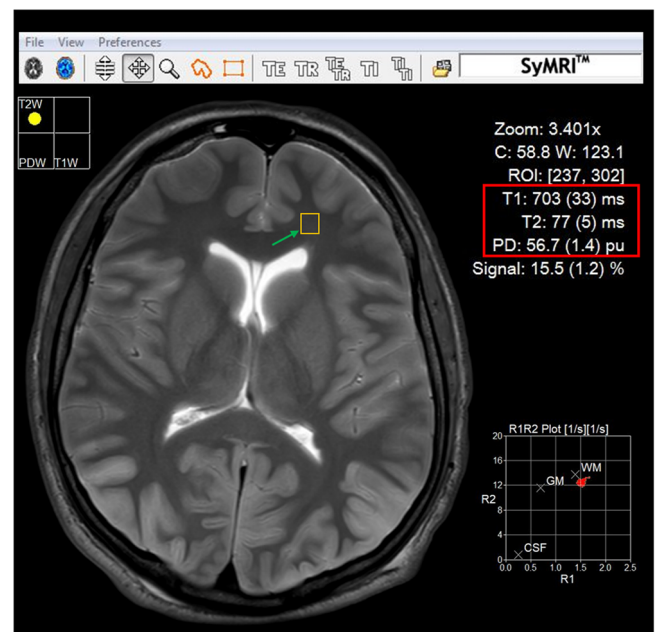 File View Preferences
TE TR TE TR TI TI TI SyMRI™
T2W
PDW T1W
Zoom: 3.401x
C: 58.8 W: 123.1
ROI: [237, 302]
T1: 703 (33) ms
T2: 77 (5) ms
PD: 56.7 (1.4) pu
Signal: 15.5 (1.2) %
R1R2 Plot [1/s][1/s]
20
16
12
8
4
0
R2
WM
GM
CSF
0.0 0.5 1.0 1.5 2.0 2.5
R1